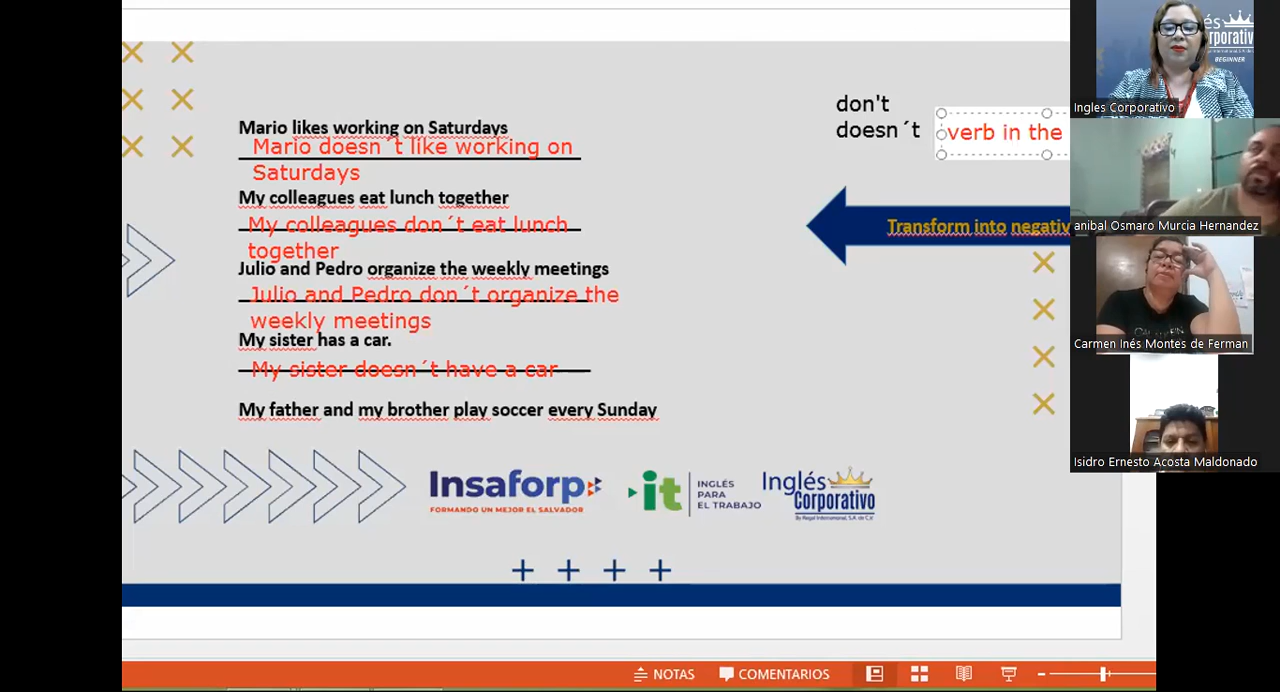 Mario likes working on Saturdays
Mario doesn´t like working on
Saturdays
My colleagues eat lunch together
My colleagues don´t eat lunch
together
Julio and Pedro organize the weekly meetings
Julio and Pedro don´t organize the
weekly meetings
My sister has a car.
My sister doesn´t have a car
My father and my brother play soccer every Sunday
don't
doesn´t
verb in the
Transform into negativ
Insaforp
FORMANDO UN MEJOR EL SALVADOR
it
INGLÉS
PARA
EL TRABAJO
Inglés
Corporativo
és
rporativo
BEGINNER
Ingles Corporativo
anibal Osmaro Murcia Hernandez
Carmen Inés Montes de Ferman
Isidro Ernesto Acosta Maldonado
NOTAS
COMENTARIOS